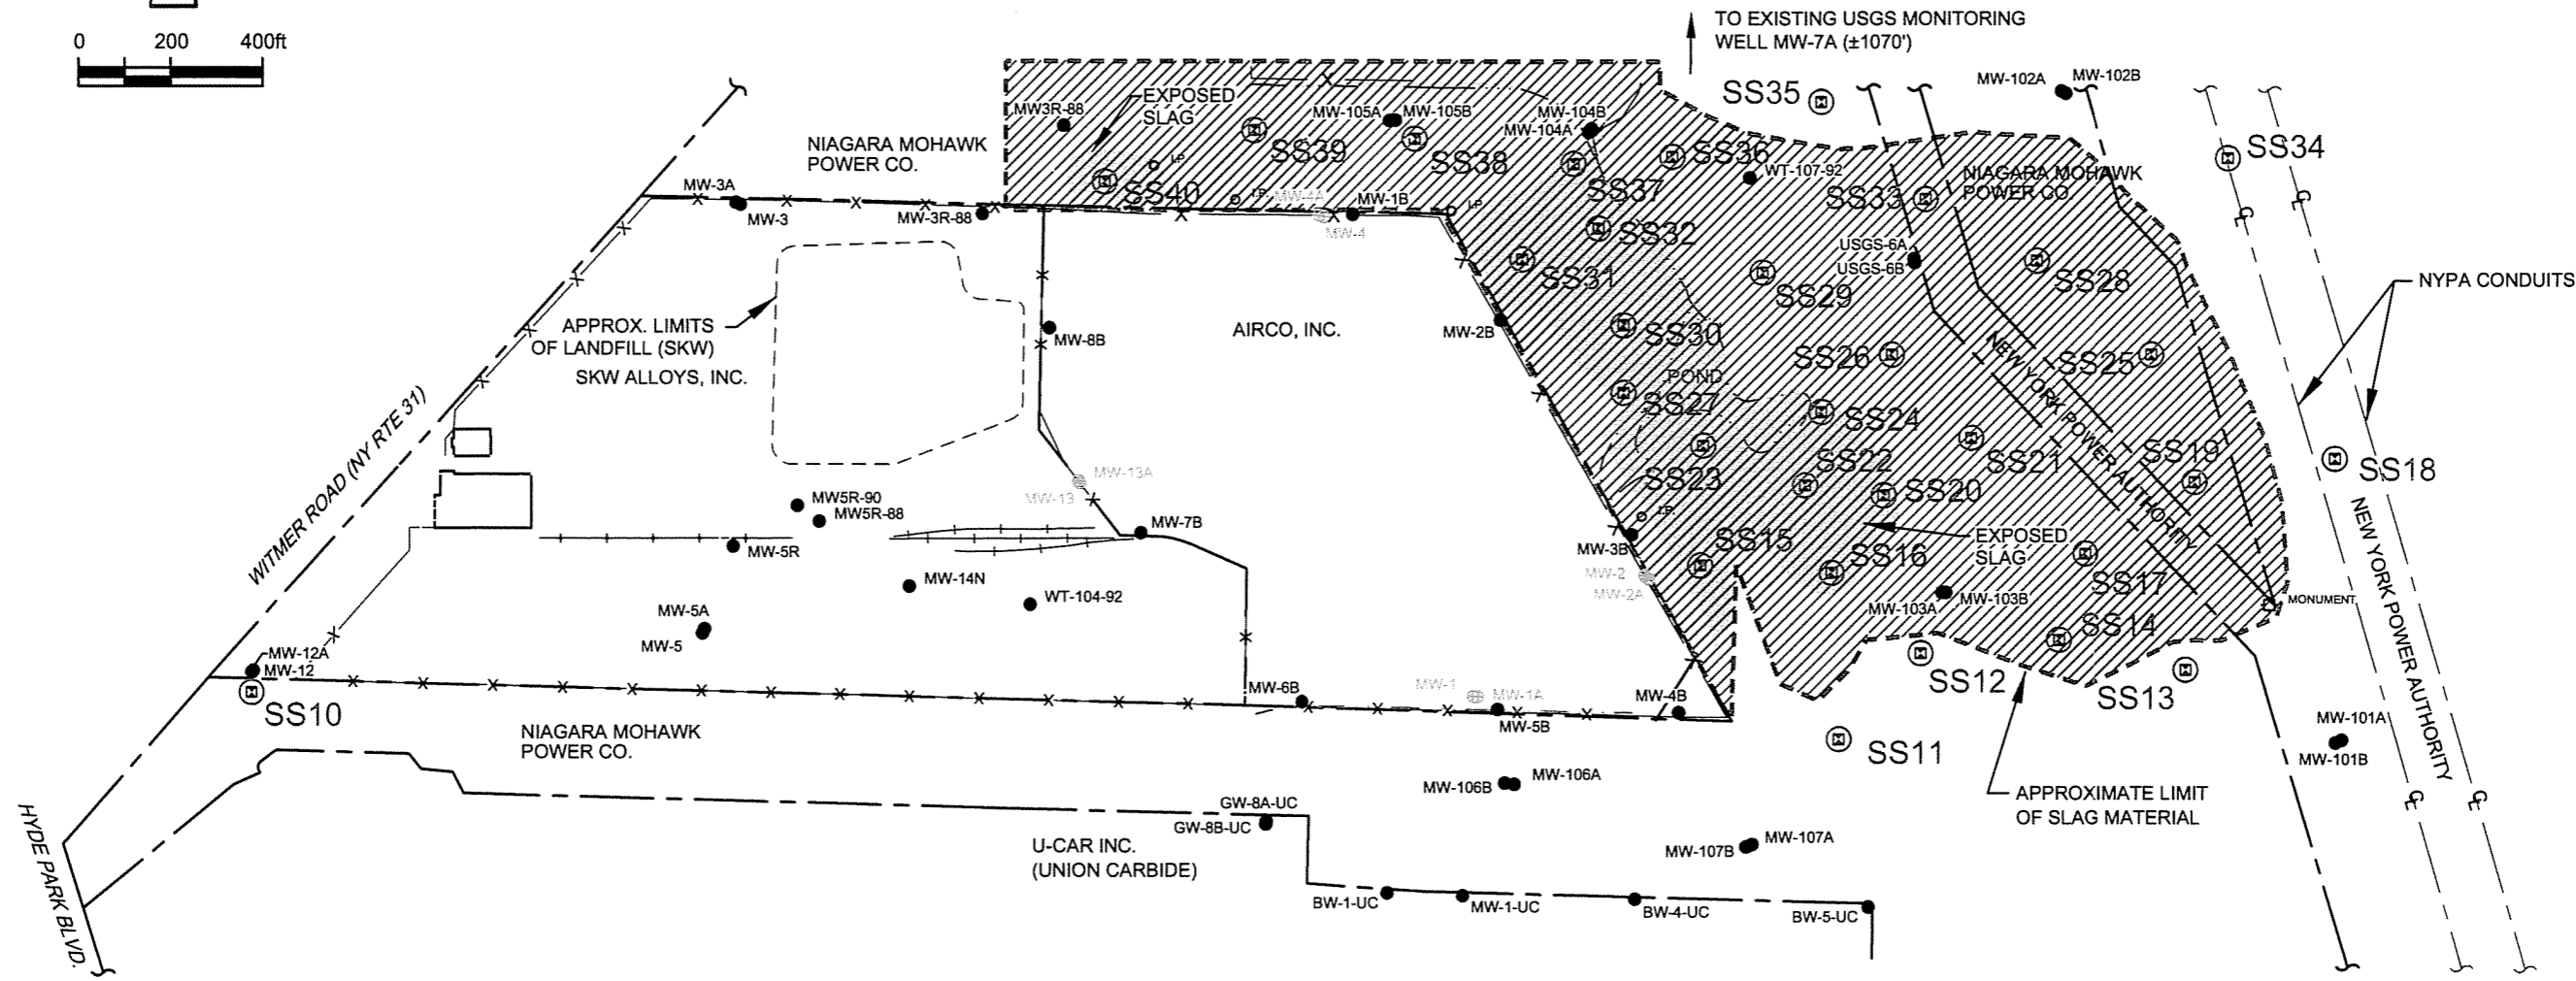 0 200 400ft
TO EXISTING USGS MONITORING
WELL MW-7A (±1070')
MW-102A
MW-102B
SS35
EXPOSED
SLAG
MW3R-88
MW-105A
MW-105B
MW-104B
MW-104A
SS39
SS38
SS36
SS37
SS34
NIAGARA MOHAWK
POWER CO.
I.P.
SS40
I.P.
MW-4A
MW-1B
I.P.
MW-4
WT-107-92
NIAGARA MOHAWK
POWER CO.
SS33
MW-3A
MW-3
MW-3R-88
SS32
SS31
USGS-6A
USGS-6B
SS29
SS28
NYPA CONDUITS
APPROX. LIMITS
OF LANDFILL (SKW)
SKW ALLOYS, INC.
MW-8B
AIRCO, INC.
MW-2B
SS30
SS26
SS25
POND
SS27
SS24
NEW YORK POWER AUTHORITY
WITMER ROAD (NY RTE 31)
SS21
SS19
SS18
MW-13A
MW-13
SS23
SS22
SS20
MW5R-90
MW5R-88
MW-5R
MW-7B
I.P.
MW-3B
SS15
SS16
EXPOSED
SLAG
SS17
MW-2
MW-2A
MW-14N
WT-104-92
MW-103A
MW-103B
MONUMENT
SS14
MW-5A
MW-5
MW-12A
MW-12
SS10
SS12
SS13
NEW YORK POWER AUTHORITY
MW-6B
MW-1
MW-1A
MW-5B
MW-4B
NIAGARA MOHAWK
POWER CO.
SS11
MW-101A
MW-101B
MW-106B
MW-106A
APPROXIMATE LIMIT
OF SLAG MATERIAL
HYDE PARK BLVD.
GW-8A-UC
GW-8B-UC
U-CAR INC.
(UNION CARBIDE)
MW-107B
MW-107A
BW-1-UC
MW-1-UC
BW-4-UC
BW-5-UC